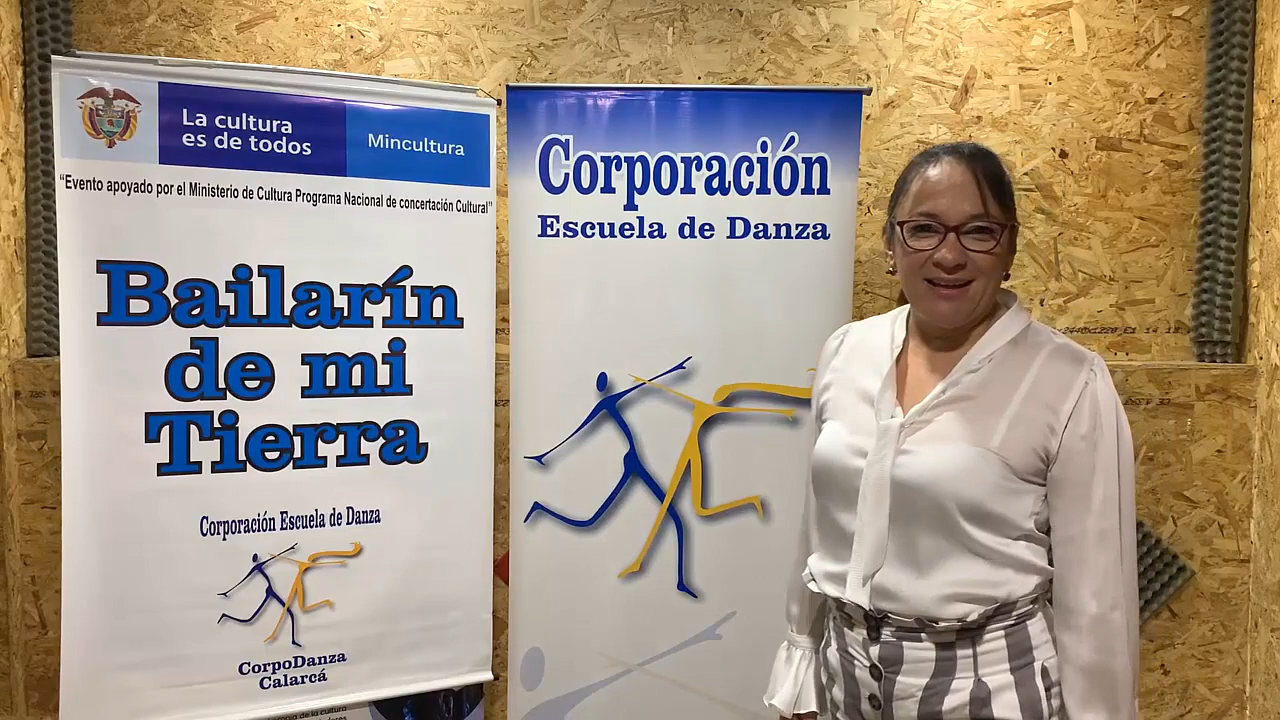 La cultura
es de todos
Mincultura
“Evento apoyado por el Ministerio de Cultura Programa Nacional de concertación Cultural”
Bailarín
de mi
Tierra
Corporación Escuela de Danza
CorpoDanza
Calarcá
Corporación
Escuela de Danza